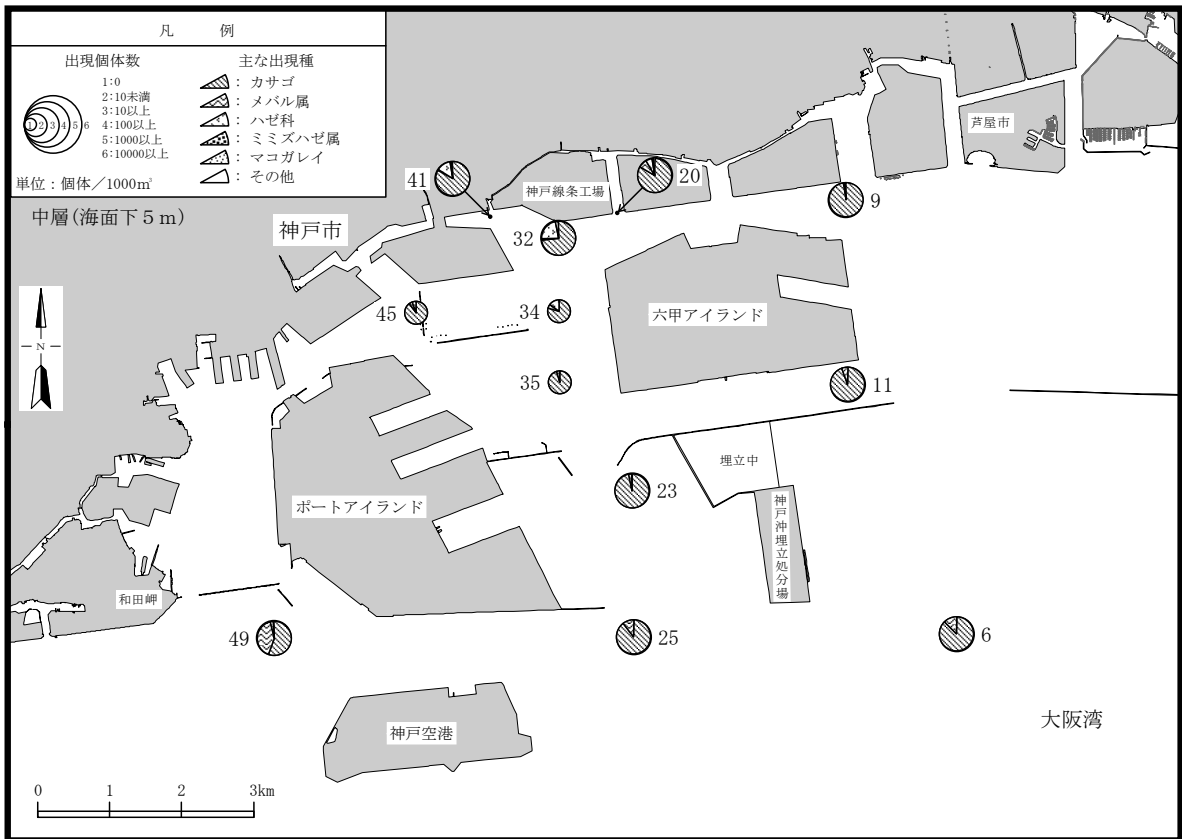 凡 例
出現個体数
1:0
2:10未満
3:10以上
4:100以上
5:1000以上
6:10000以上
1 2 3 4 5 6
単位：個体／1000m³
主な出現種
：カサゴ
：メバル属
：ハゼ科
：ミミズハゼ属
：マコガレイ
：その他
中層(海面下５ｍ)
芦屋市
神戸線条工場
41
20
9
神戸市
32
45
34
六甲アイランド
N
35
11
埋立中
23
ポートアイランド
神戸沖埋立処分場
和田岬
49
25
6
大阪湾
神戸空港
0 1 2 3km